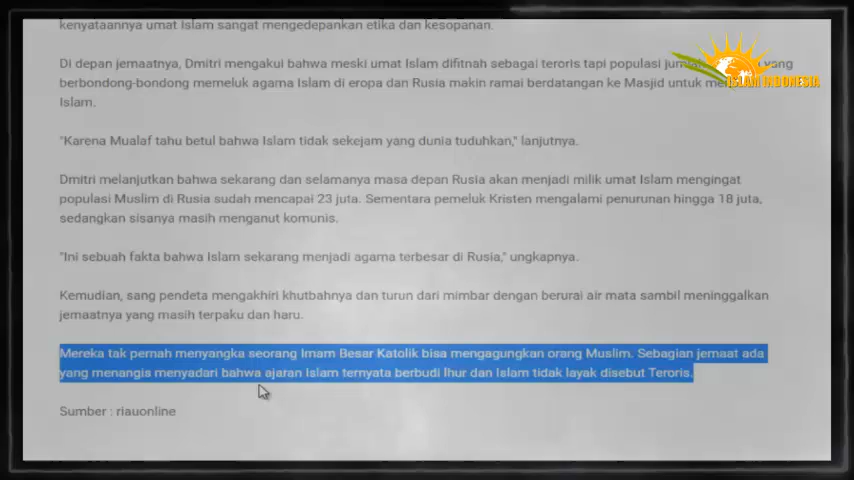 kenyataannya umat Islam sangat mengedepankan etika dan kesopanan.
Di depan jemaatnya, Dmitri mengakui bahwa meski umat Islam difitnah sebagai teroris tapi populasi yang
berbondong-bondong memeluk agama Islam di eropa dan Rusia makin ramai berdatangan ke Masjid untuk
Islam.
"Karena Mualaf tahu betul bahwa Islam tidak sekejam yang dunia tuduhkan," lanjutnya.
Dmitri melanjutkan bahwa sekarang dan selamanya masa depan Rusia akan menjadi milik umat Islam mengingat
populasi Muslim di Rusia sudah mencapai 23 juta. Sementara pemeluk Kristen mengalami penurunan hingga 18 juta,
sedangkan sisanya masih menganut komunis.
"Ini sebuah fakta bahwa Islam sekarang menjadi agama terbesar di Rusia," ungkapnya.
Kemudian, sang pendeta mengakhiri khutbahnya dan turun dari mimbar dengan berurai air mata sambil meninggalkan
jemaatnya yang masih terpaku dan haru.
Mereka tak pernah menyangka seorang Imam Besar Katolik bisa mengagungkan orang Muslim. Sebagian jemaat ada
yang menangis menyadari bahwa ajaran Islam ternyata berbudi lhur dan Islam tidak layak disebut Teroris.
Sumber : riauonline
ISLAM INDONESIA